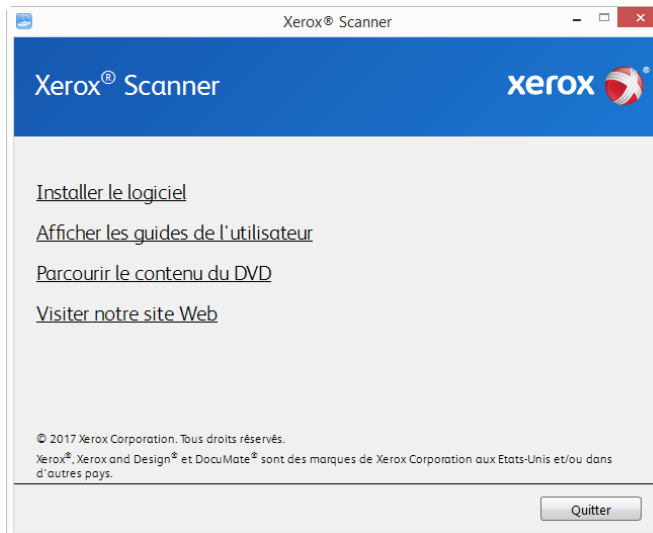 Xerox® Scanner
Xerox® Scanner
xerox ®
Installer le logiciel
Afficher les guides de l'utilisateur
Parcourir le contenu du DVD
Visiter notre site Web
© 2017 Xerox Corporation. Tous droits réservés.
Xerox®, Xerox and Design® et DocuMate® sont des marques de Xerox Corporation aux Etats-Unis et/ou dans
d'autres pays.
Quitter